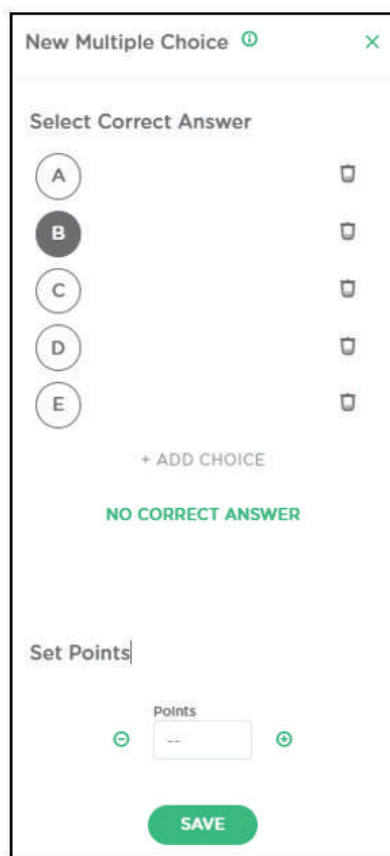 New Multiple Choice
Select Correct Answer
A
B
C
D
E
+ ADD CHOICE
NO CORRECT ANSWER
Set Points
Points
--
SAVE